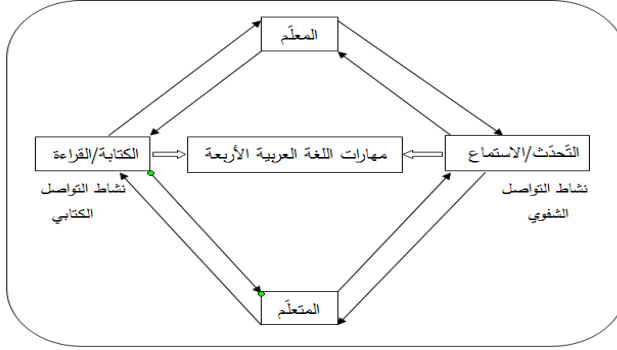 المعلّم
التّحدّث/الاستماع
مهارات اللغة العربية الأربعة
الكتابة/القراءة
نشاط التواصل
الشفوي
نشاط التواصل
الكتابي
المتعلّم